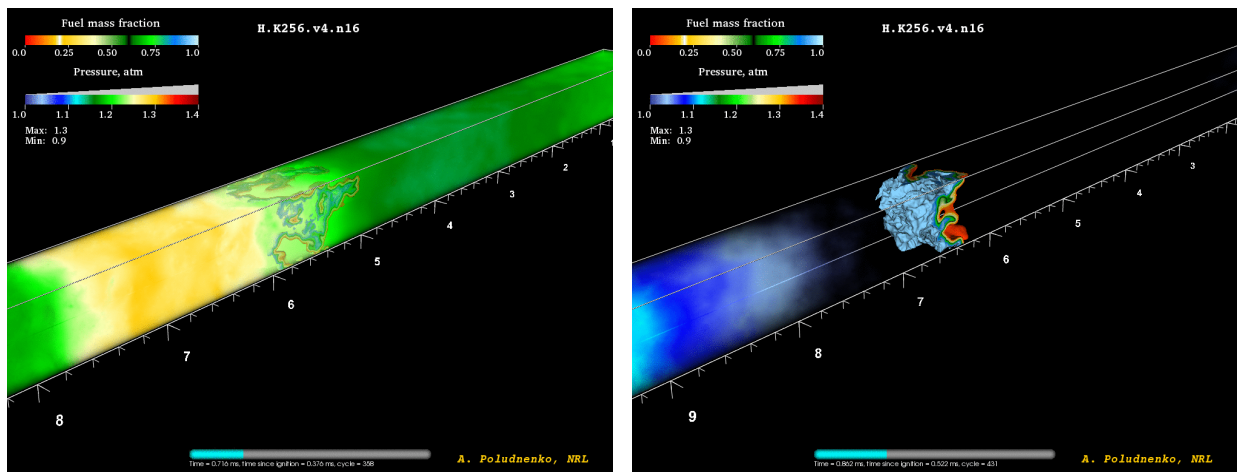 H.K256.v4.n16
Fuel mass fraction
0.0 0.25 0.50 0.75 1.0
Pressure, atm
1.0 1.1 1.2 1.3 1.4
Max: 1.3
Min: 0.9
2
3
4
5
6
7
8
Time = 0.716 ms, time since ignition = 0.376 ms, cycle = 358
A. Poludnenko, NRL
H.K256.v4.n16
Fuel mass fraction
0.0 0.25 0.50 0.75 1.0
Pressure, atm
1.0 1.1 1.2 1.3 1.4
Max: 1.3
Min: 0.9
3
4
5
6
7
8
9
Time = 0.862 ms, time since ignition = 0.522 ms, cycle = 431
A. Poludnenko, NRL